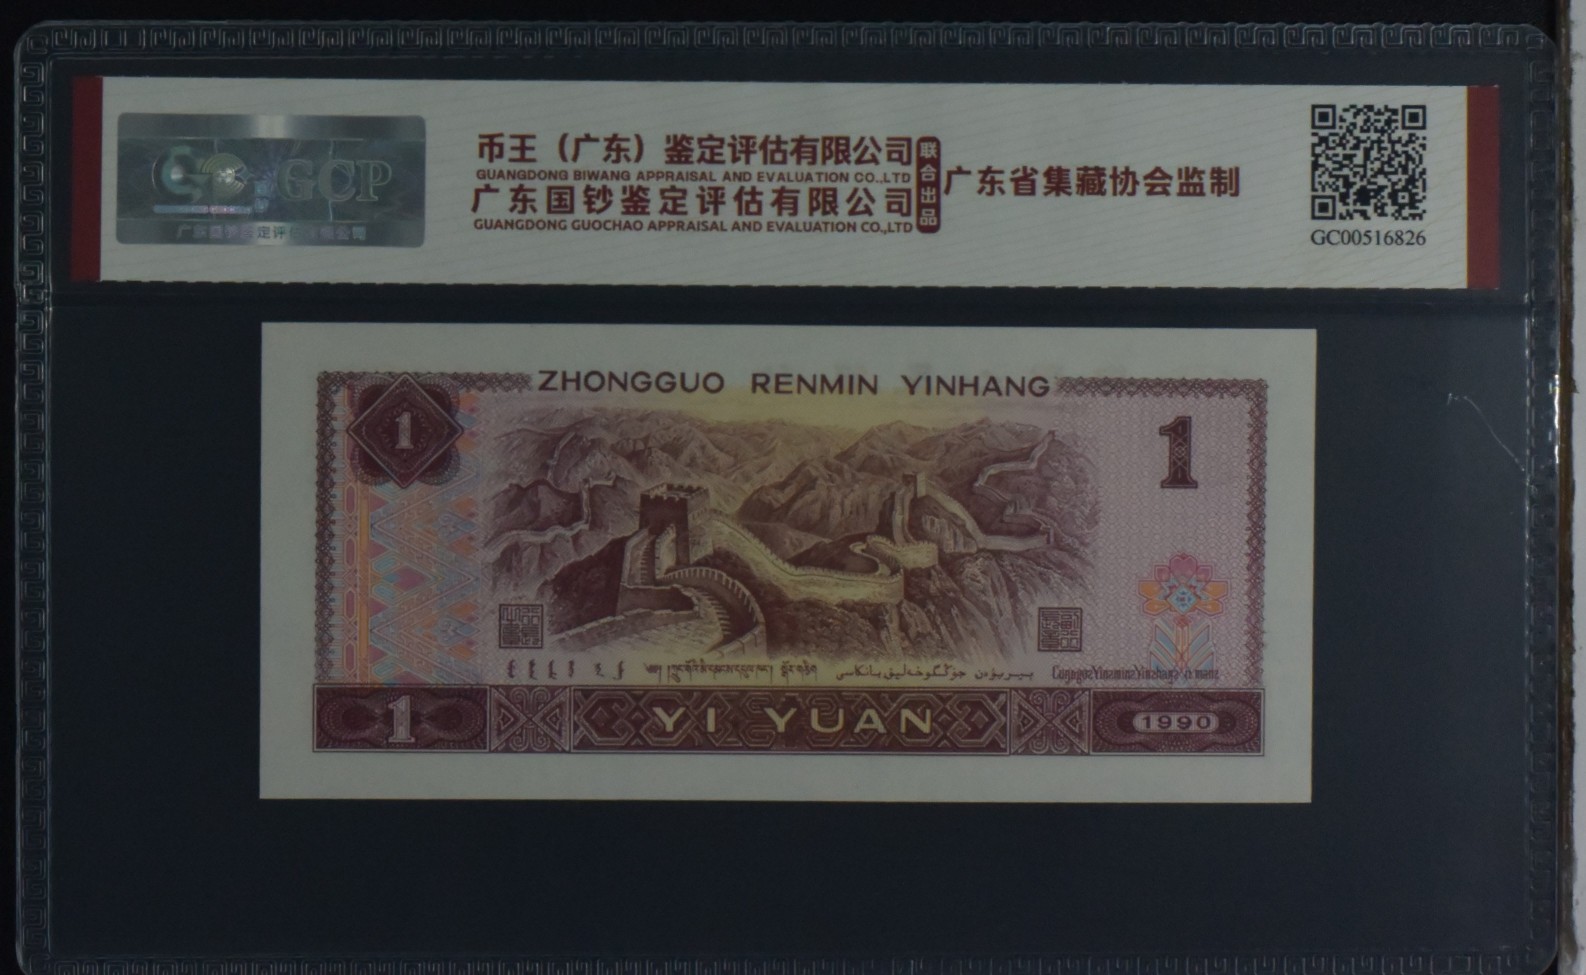 GCP
币王（广东）鉴定评估有限公司
GUANGDONG BIWANG APPRAISAL AND EVALUATION CO.,LTD
广东国钞鉴定评估有限公司
GUANGDONG GUOCHAO APPRAISAL AND EVALUATION CO.,LTD
联合出品
广东省集藏协会监制
GC00516826
ZHONGGUO RENMIN YINHANG
1
1
1 YI YUAN 1990